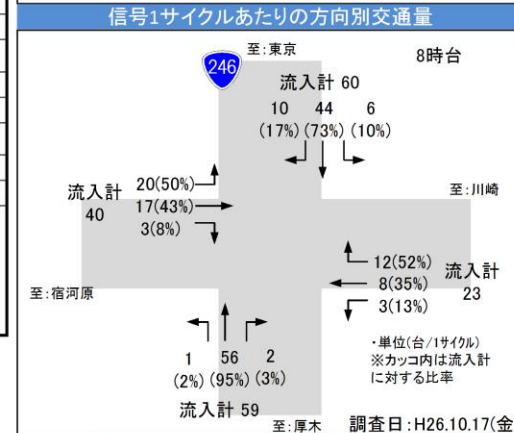 信号1サイクルあたりの方向別交通量
至:東京
8時台
246
流入計 60
10 44 6
(17%) (73%) (10%)
流入計
40
20(50%)
17(43%)
3(8%)
至:川崎
至:宿河原
12(52%)
8(35%)
3(13%)
流入計
23
1 56 2
(2%) (95%) (3%)
流入計 59
・単位(台/1サイクル)
※カッコ内は流入計
に対する比率
至:厚木
調査日:H26.10.17(金